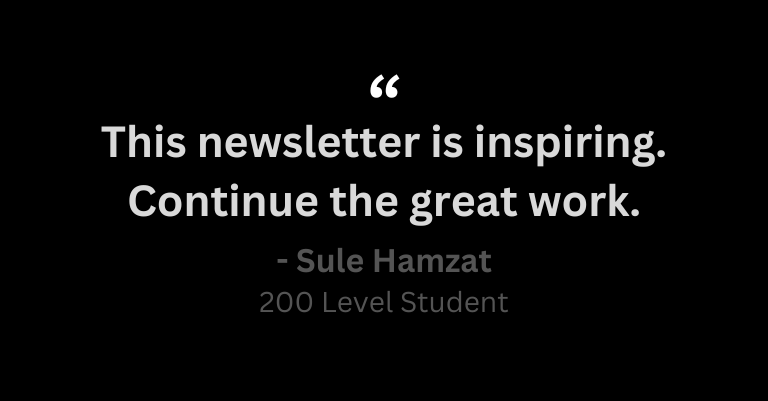 “
This newsletter is inspiring.
Continue the great work.
- Sule Hamzat
200 Level Student